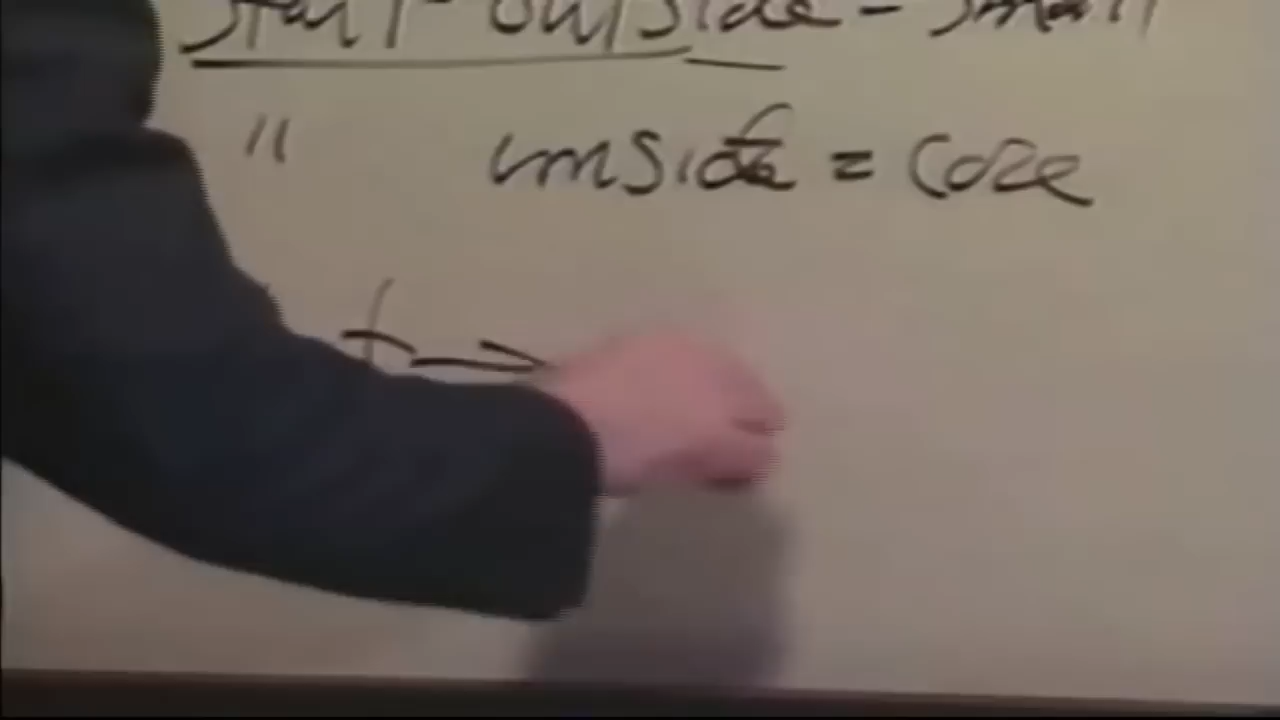 Start outside - small
" inside = Core